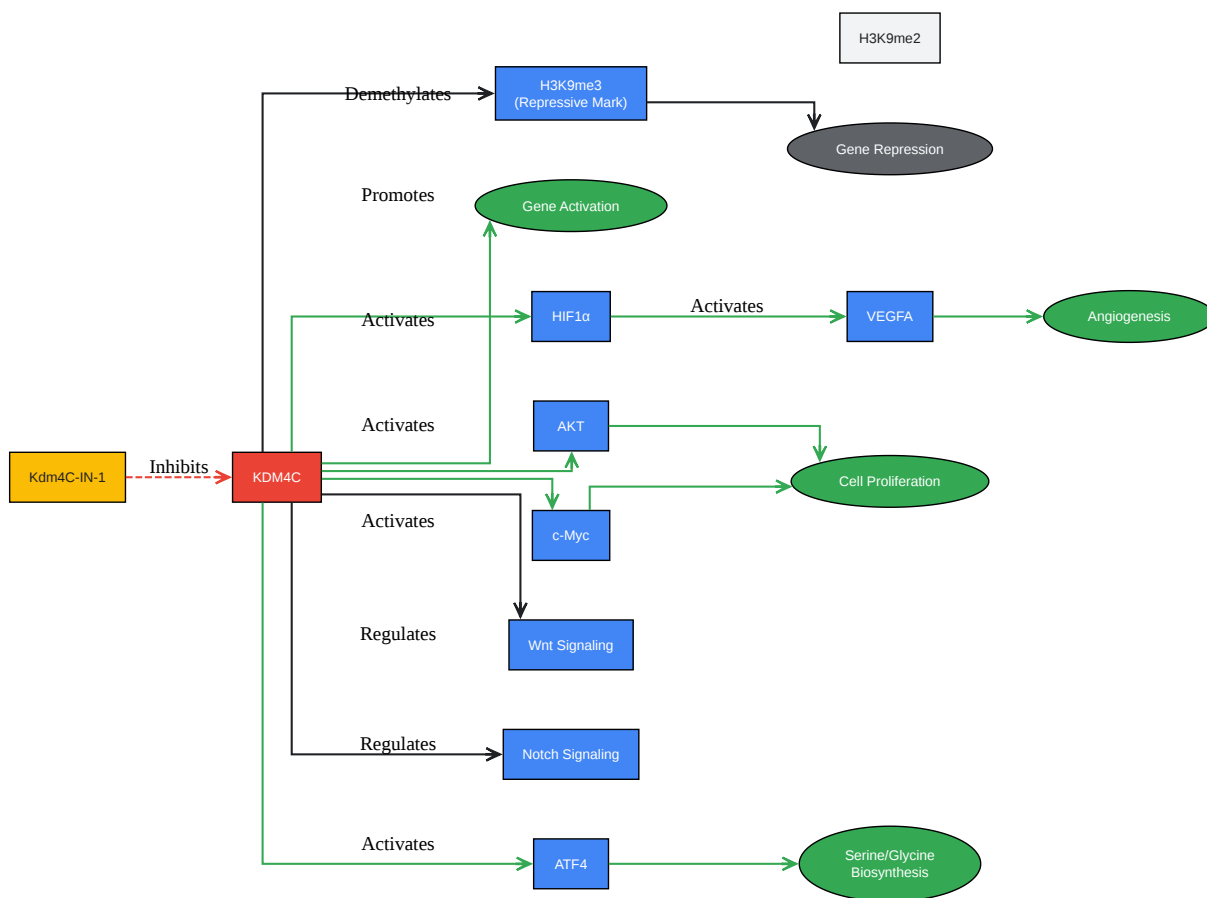 H3K9me2
Demethylates
H3K9me3
(Repressive Mark)
Gene Repression
Promotes
Gene Activation
Activates
HIF1α
Activates
VEGFA
Angiogenesis
Activates
AKT
Kdm4C-IN-1
Inhibits
KDM4C
Cell Proliferation
Activates
c-Myc
Regulates
Wnt Signaling
Regulates
Notch Signaling
Activates
ATF4
Serine/Glycine
Biosynthesis